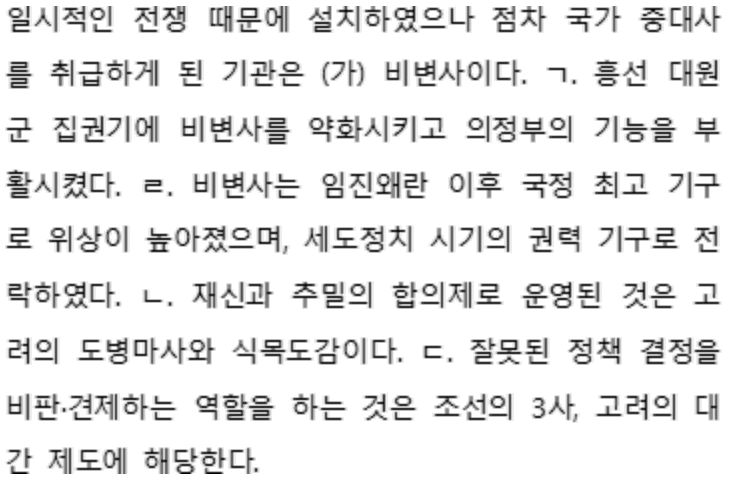 일시적인 전쟁 때문에 설치하였으나 점차 국가 중대사
를 취급하게 된 기관은 (가) 비변사이다. ㄱ. 흥선 대원
군 집권기에 비변사를 약화시키고 의정부의 기능을 부
활시켰다. ㄹ. 비변사는 임진왜란 이후 국정 최고 기구
로 위상이 높아졌으며, 세도정치 시기의 권력 기구로 전
락하였다. ㄴ. 재신과 추밀의 합의제로 운영된 것은 고
려의 도병마사와 식목도감이다. ㄷ. 잘못된 정책 결정을
비판·견제하는 역할을 하는 것은 조선의 3사, 고려의 대
간 제도에 해당한다.